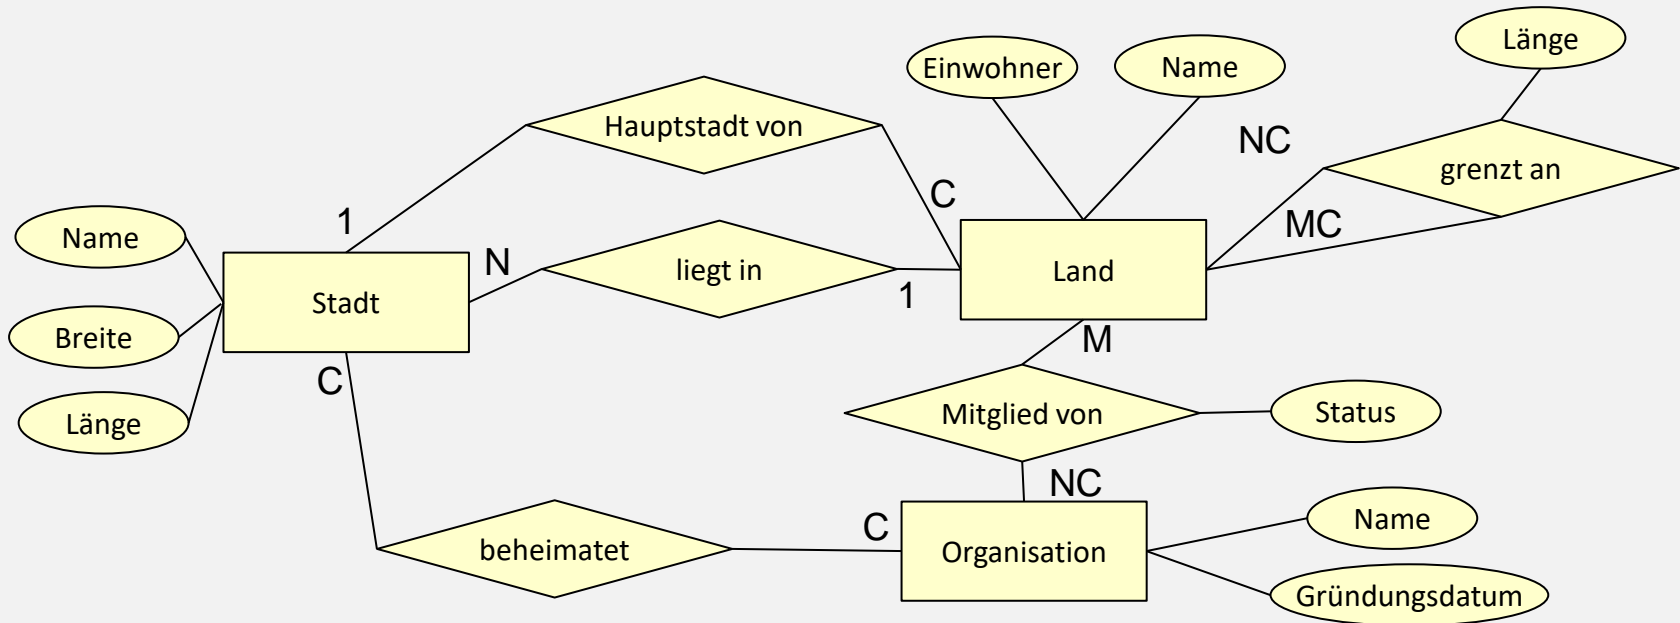 Länge
Einwohner
Name
Hauptstadt von
NC
grenzt an
C
1
MC
Name
N
liegt in
Land
1
Stadt
Breite
M
C
Mitglied von
Status
Länge
NC
Name
C
beheimatet
Organisation
Gründungsdatum